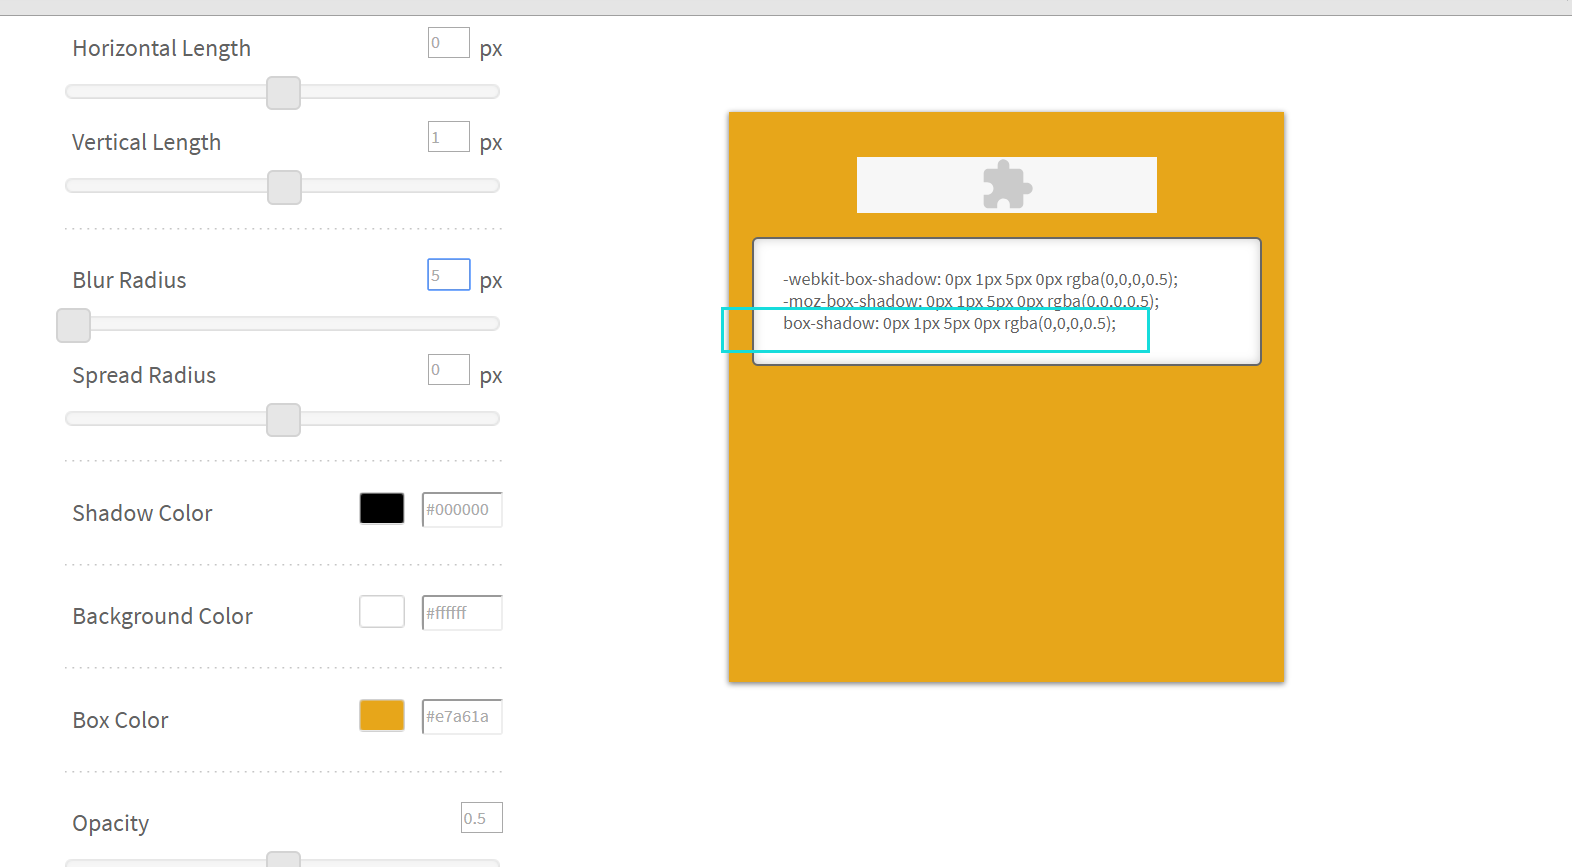 Horizontal Length 0 px
Vertical Length 1 px
Blur Radius 5 px
Spread Radius 0 px
Shadow Color #000000
Background Color #ffffff
Box Color #e7a61a
Opacity 0.5
-webkit-box-shadow: 0px 1px 5px 0px rgba(0,0,0,0.5);
-moz-box-shadow: 0px 1px 5px 0px rgba(0,0,0,0.5);
box-shadow: 0px 1px 5px 0px rgba(0,0,0,0.5);